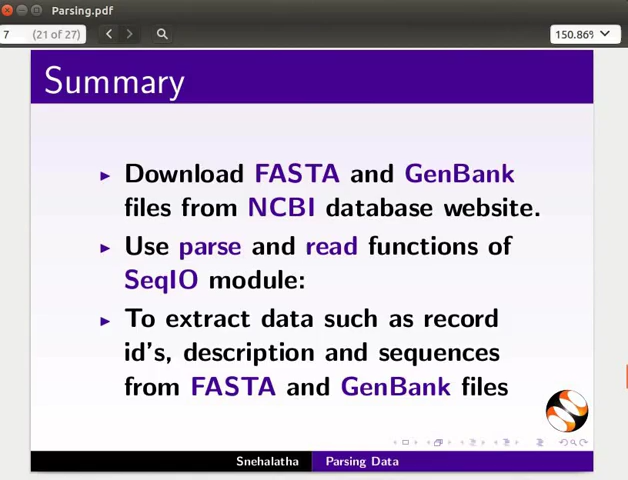 Parsing.pdf
7 (21 of 27) 150.86%
Summary
Download FASTA and GenBank
files from NCBI database website.
Use parse and read functions of
SeqIO module:
To extract data such as record
id's, description and sequences
from FASTA and GenBank files
Snehalatha Parsing Data